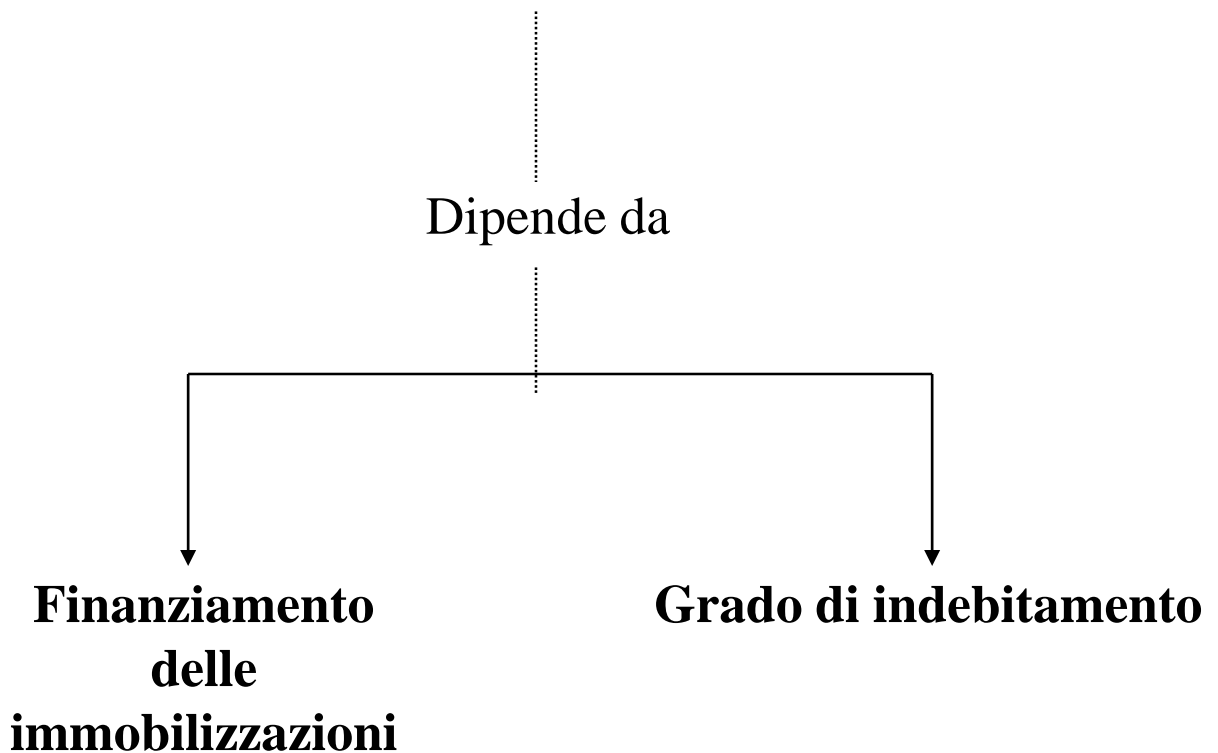 Dipende da
Finanziamento
delle
immobilizzazioni
Grado di indebitamento